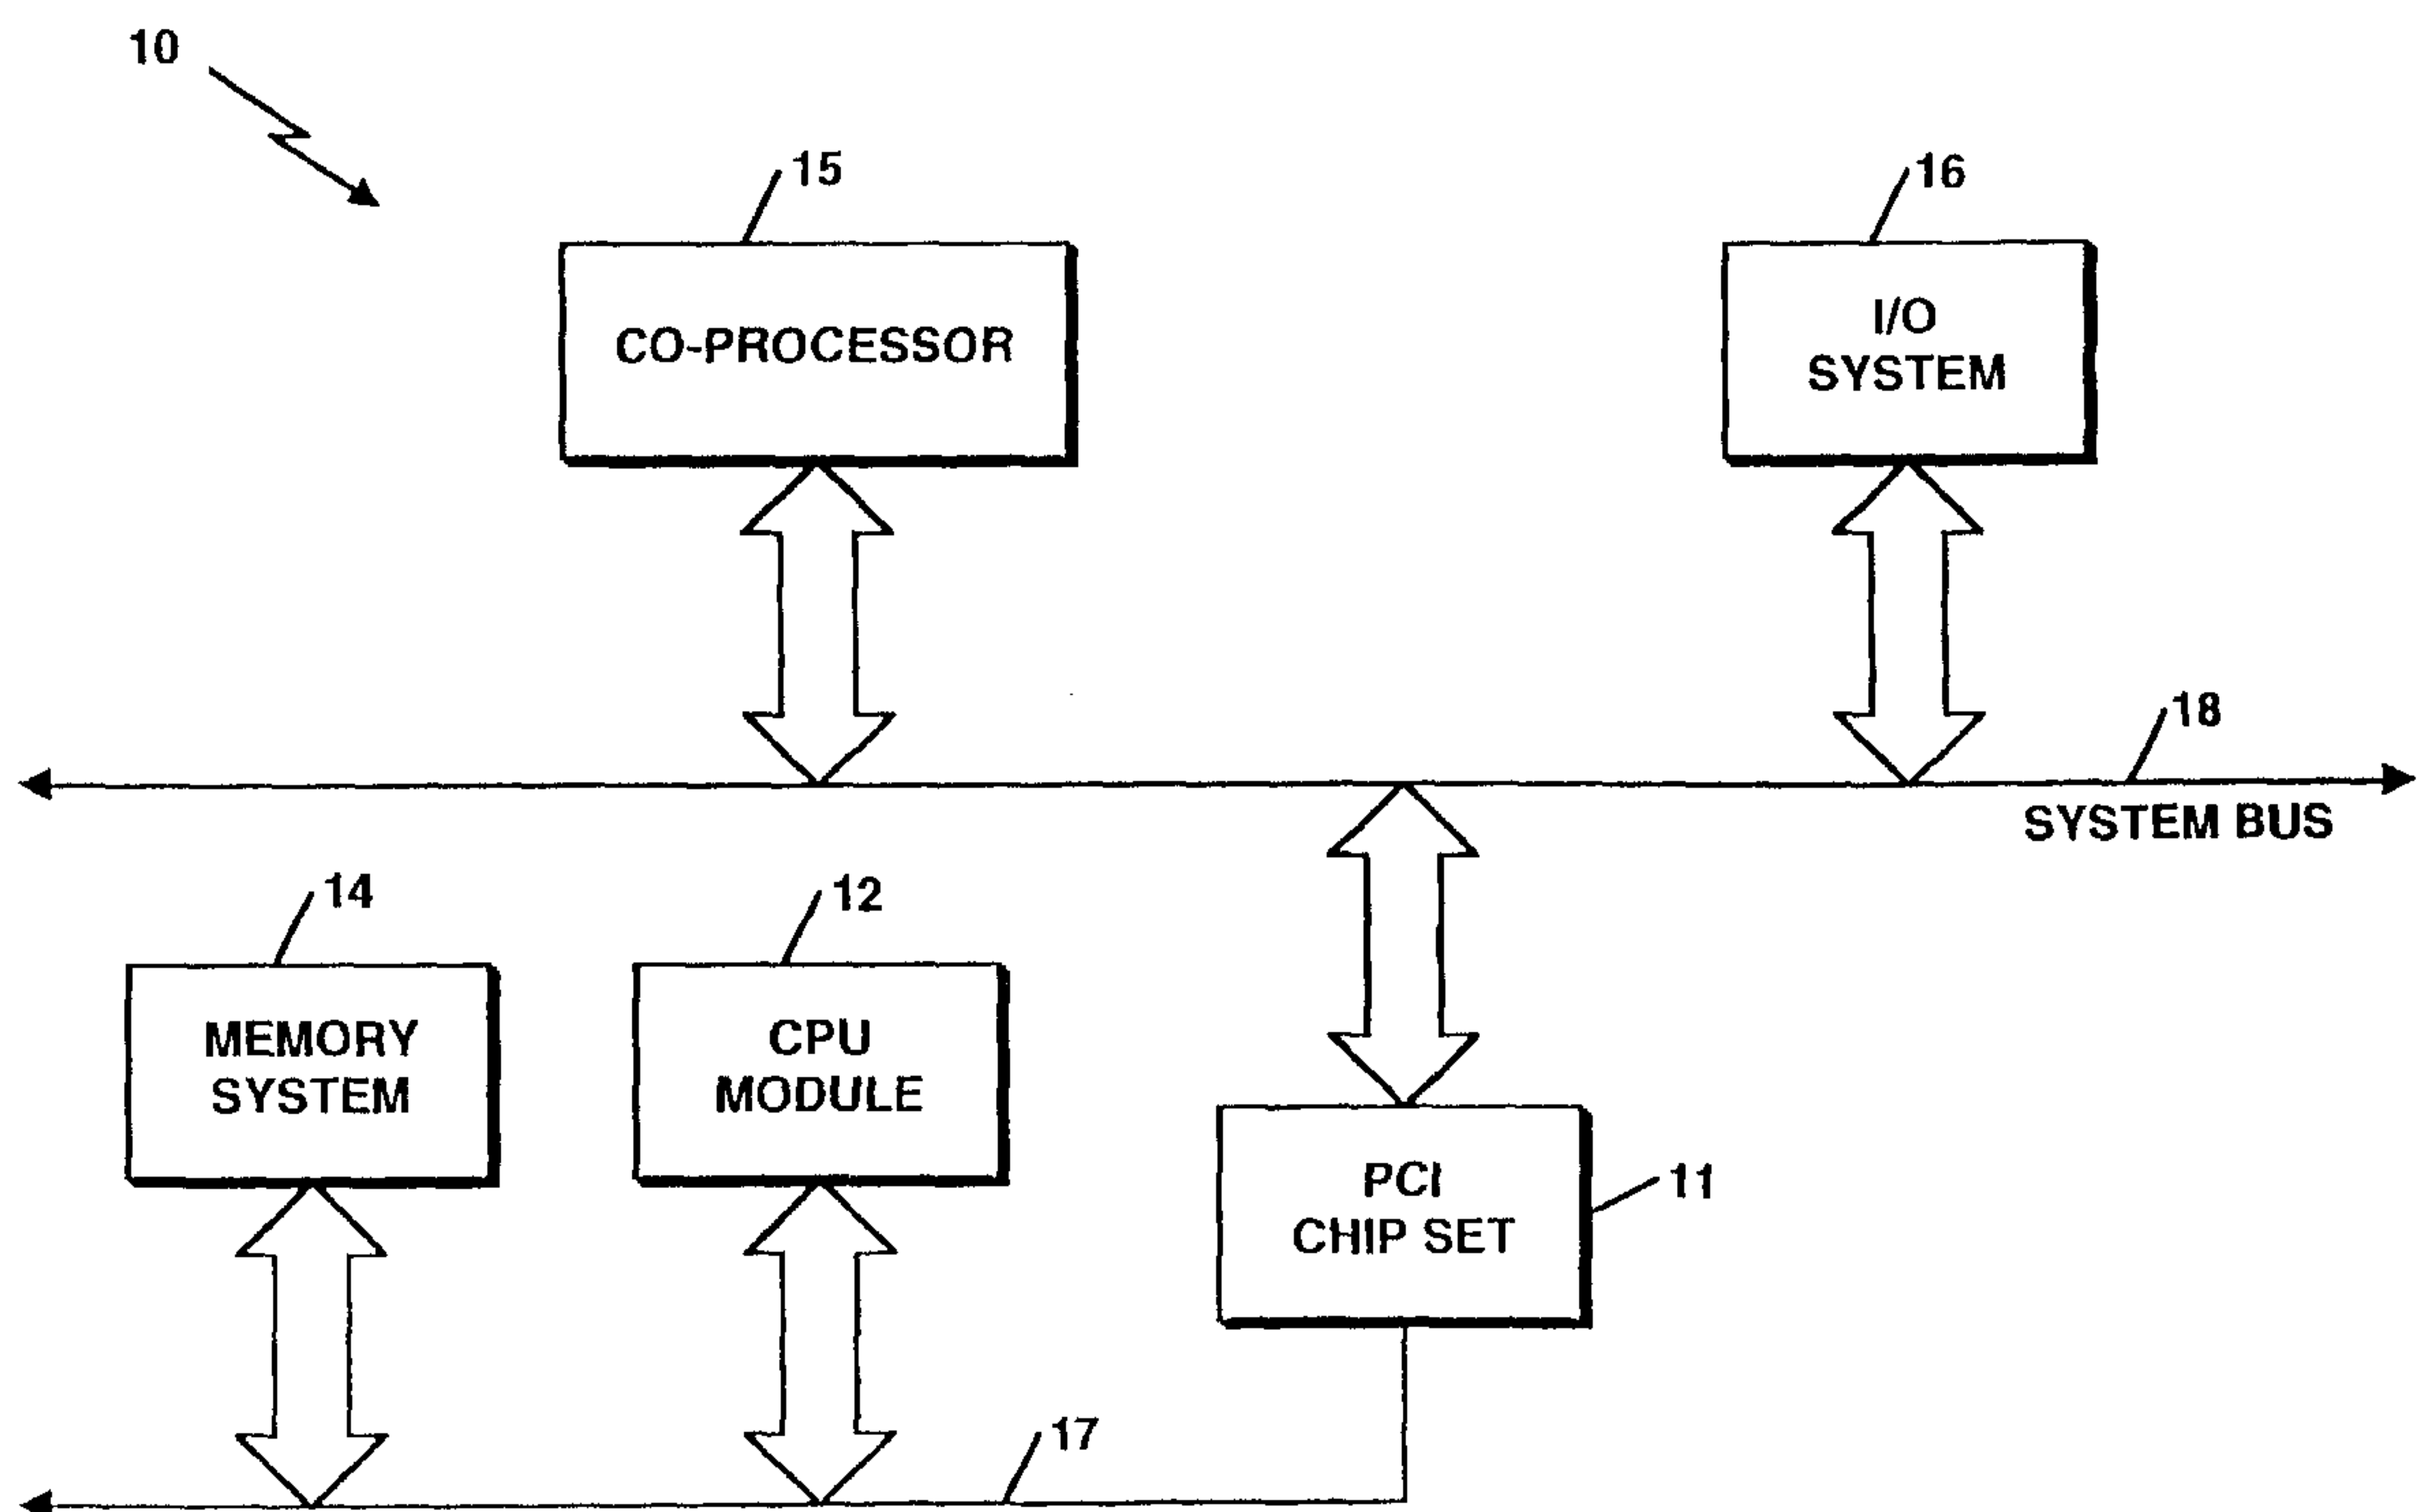 10
15
16
CO-PROCESSOR
I/O
SYSTEM
18
SYSTEM BUS
14
12
MEMORY
SYSTEM
CPU
MODULE
PCI
CHIP SET
11
17